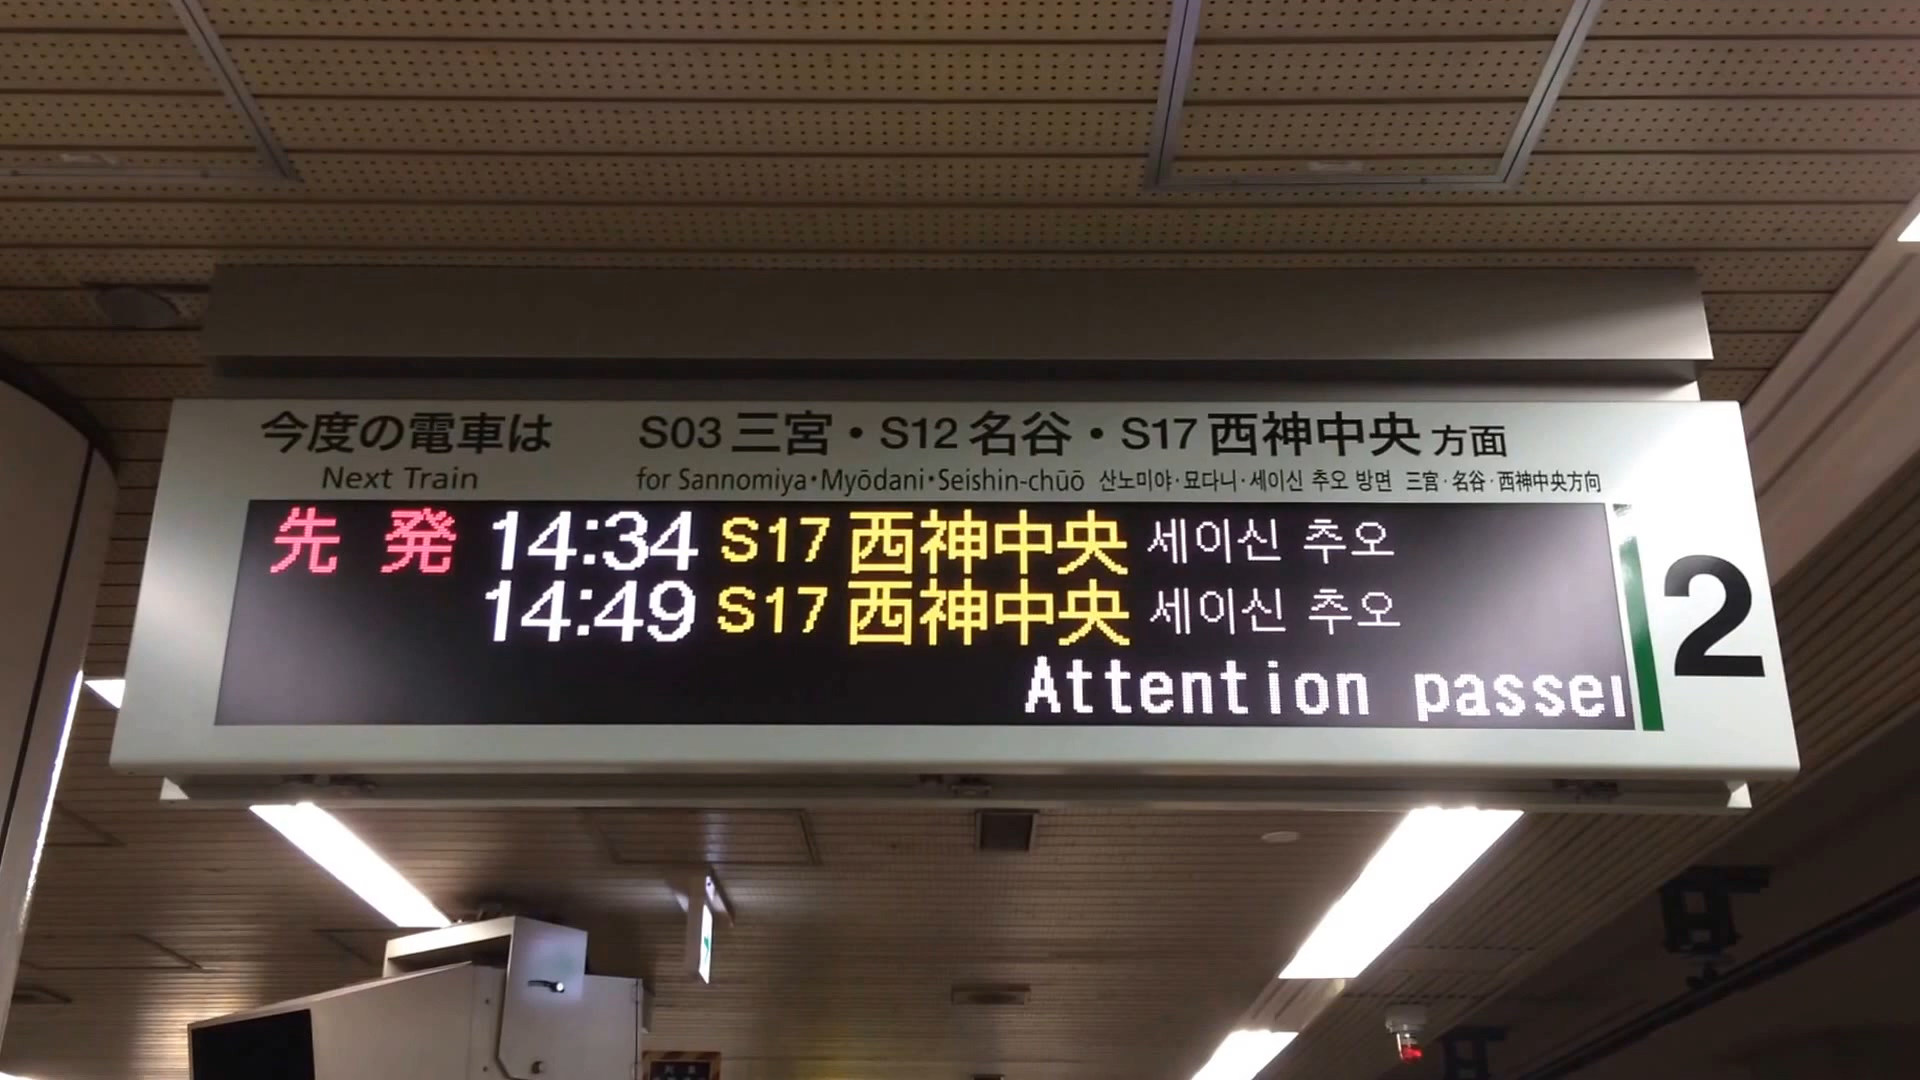 今度の電車は S03 三宮・S12 名谷・S17 西神中央 方面
Next Train for Sannomiya・Myōdani・Seishin-chūō 산노미야·묘다니·세이신 추오 방면 三宫·名谷·西神中央方向
先発 14:34 S17 西神中央 세이신 추오
14:49 S17 西神中央 세이신 추오
Attention passe
2